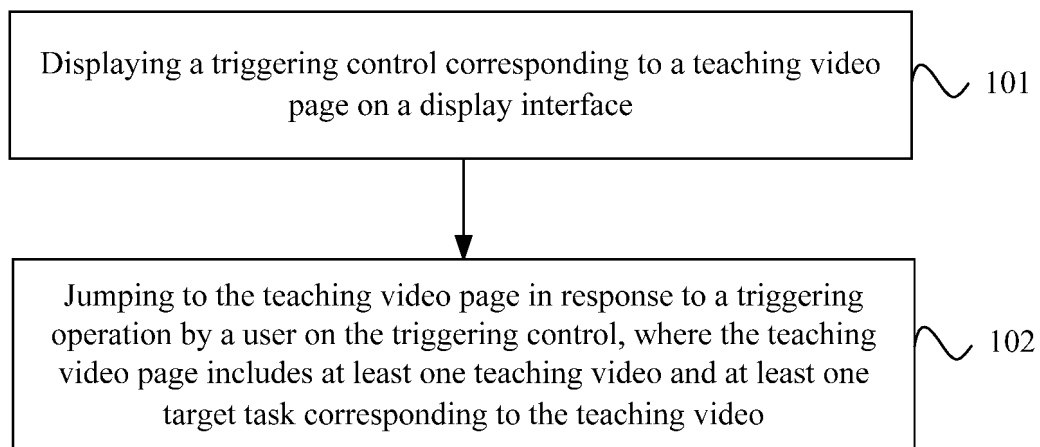 Displaying a triggering control corresponding to a teaching video
page on a display interface
101
Jumping to the teaching video page in response to a triggering
operation by a user on the triggering control, where the teaching
video page includes at least one teaching video and at least one
target task corresponding to the teaching video
102